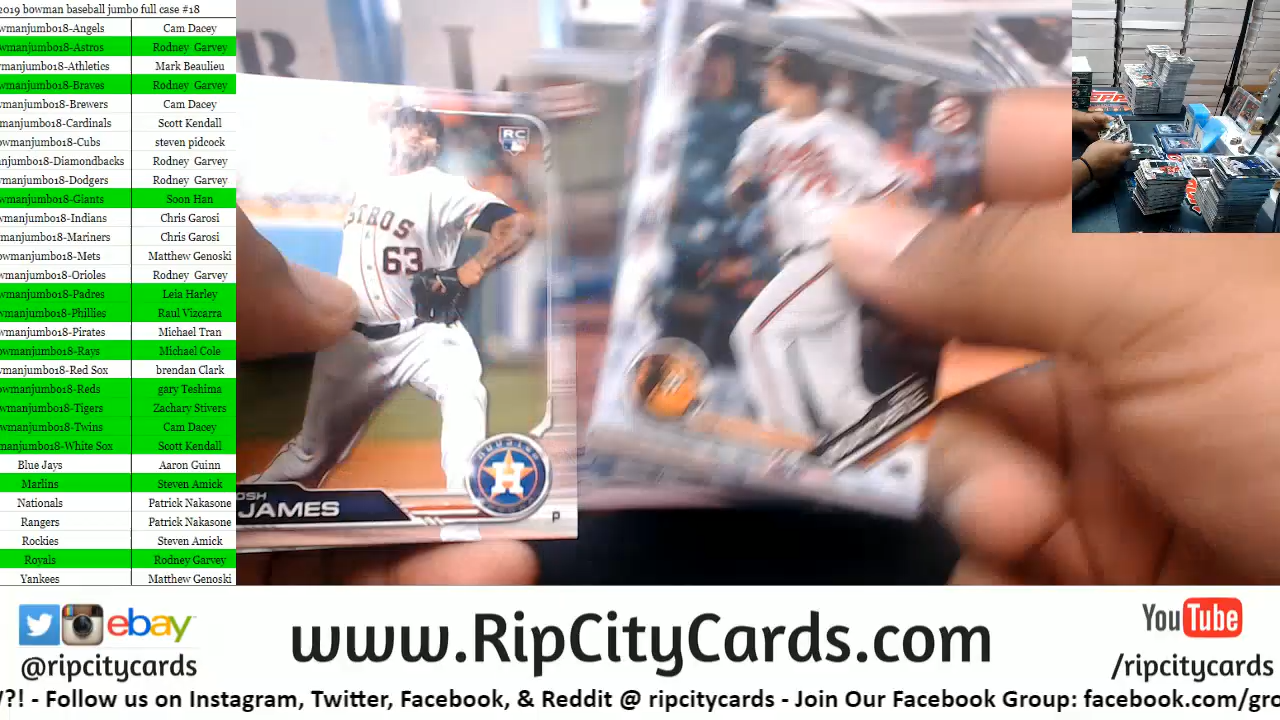 2019 bowman baseball jumbo full case #18
wmanjumbo18-Angels Cam Dacey
wmanjumbo18-Astros Rodney Garvey
wmanjumbo18-Athletics Mark Beaulieu
wmanjumbo18-Braves Rodney Garvey
wmanjumbo18-Brewers Cam Dacey
manjumbo18-Cardinals Scott Kendall
wmanjumbo18-Cubs steven pidcock
njumbo18-Diamondbacks Rodney Garvey
wmanjumbo18-Dodgers Rodney Garvey
wmanjumbo18-Giants Soon Han
wmanjumbo18-Indians Chris Garosi
wmanjumbo18-Mariners Chris Garosi
wmanjumbo18-Mets Matthew Genoski
wmanjumbo18-Orioles Rodney Garvey
wmanjumbo18-Padres Leia Harley
wmanjumbo18-Phillies Raul Vizcarra
owmanjumbo18-Pirates Michael Tran
owmanjumbo18-Rays Michael Cole
wmanjumbo18-Red Sox brendan Clark
owmanjumbo18-Reds gary Teshima
wmanjumbo18-Tigers Zachary Stivers
wmanjumbo18-Twins Cam Dacey
manjumbo18-White Sox Scott Kendall
Blue Jays Aaron Guinn
Marlins Steven Amick
Nationals Patrick Nakasone
Rangers Patrick Nakasone
Rockies Steven Amick
Royals Rodney Garvey
Yankees Matthew Genoski
RC
STROS
63
OSH
JAMES
H
P
ebay
@ripcitycards
www.RipCityCards.com
YouTube
/ripcitycards
?! - Follow us on Instagram, Twitter, Facebook, & Reddit @ ripcitycards - Join Our Facebook Group: facebook.com/gro